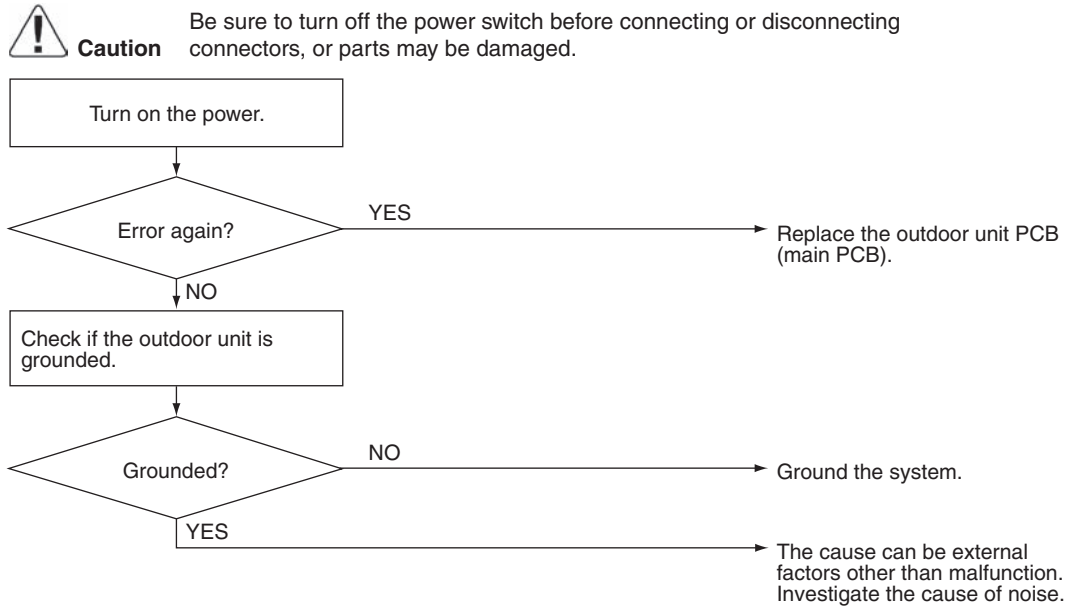 Be sure to turn off the power switch before connecting or disconnecting
Caution connectors, or parts may be damaged.
Turn on the power.
Error again?
YES
Replace the outdoor unit PCB
(main PCB).
NO
Check if the outdoor unit is
grounded.
Grounded?
NO
Ground the system.
YES
The cause can be external
factors other than malfunction.
Investigate the cause of noise.